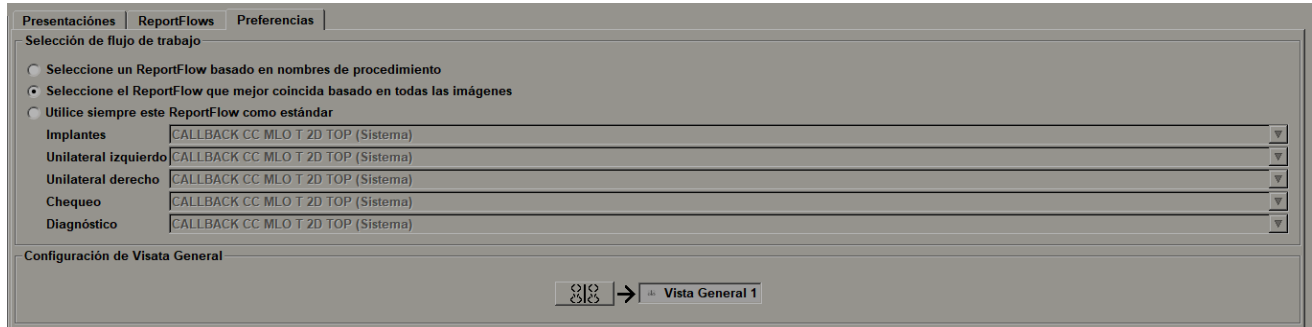 Presentaciónes ReportFlows Preferencias
Selección de flujo de trabajo
Seleccione un ReportFlow basado en nombres de procedimiento
Seleccione el ReportFlow que mejor coincida basado en todas las imágenes
Utilice siempre este ReportFlow como estándar
Implantes CALLBACK CC MLO T 2D TOP (Sistema)
Unilateral izquierdo CALLBACK CC MLO T 2D TOP (Sistema)
Unilateral derecho CALLBACK CC MLO T 2D TOP (Sistema)
Chequeo CALLBACK CC MLO T 2D TOP (Sistema)
Diagnóstico CALLBACK CC MLO T 2D TOP (Sistema)
Configuración de Visata General
Vista General 1